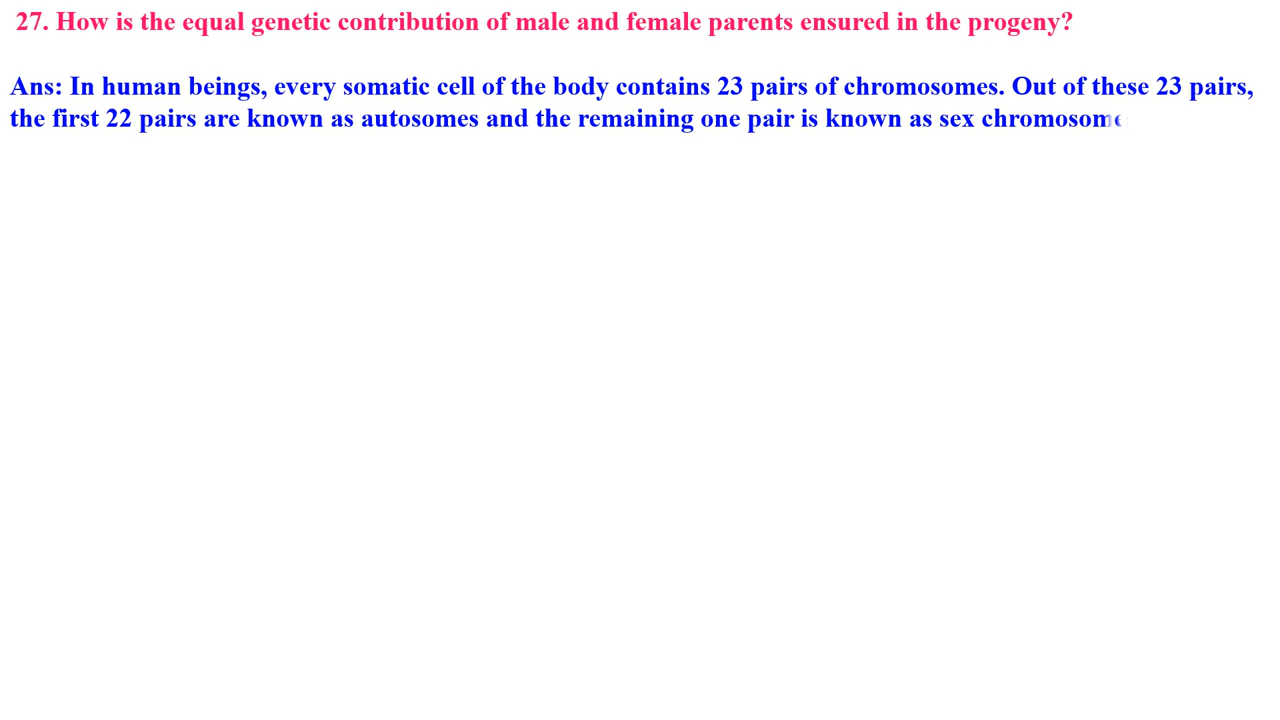 27. How is the equal genetic contribution of male and female parents ensured in the progeny?
Ans: In human beings, every somatic cell of the body contains 23 pairs of chromosomes. Out of these 23 pairs,
the first 22 pairs are known as autosomes and the remaining one pair is known as sex chromosome